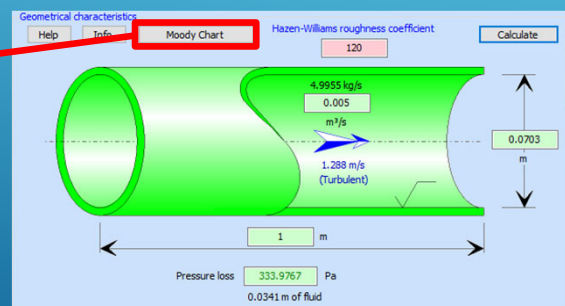 Geometrical characteristics
Help Info Moody Chart Hazen-Williams roughness coefficient Calculate
120
4.9955 kg/s
0.005
m³/s
0.0703
m
1.288 m/s
(Turbulent)
1 m
Pressure loss 333.9767 Pa
0.0341 m of fluid